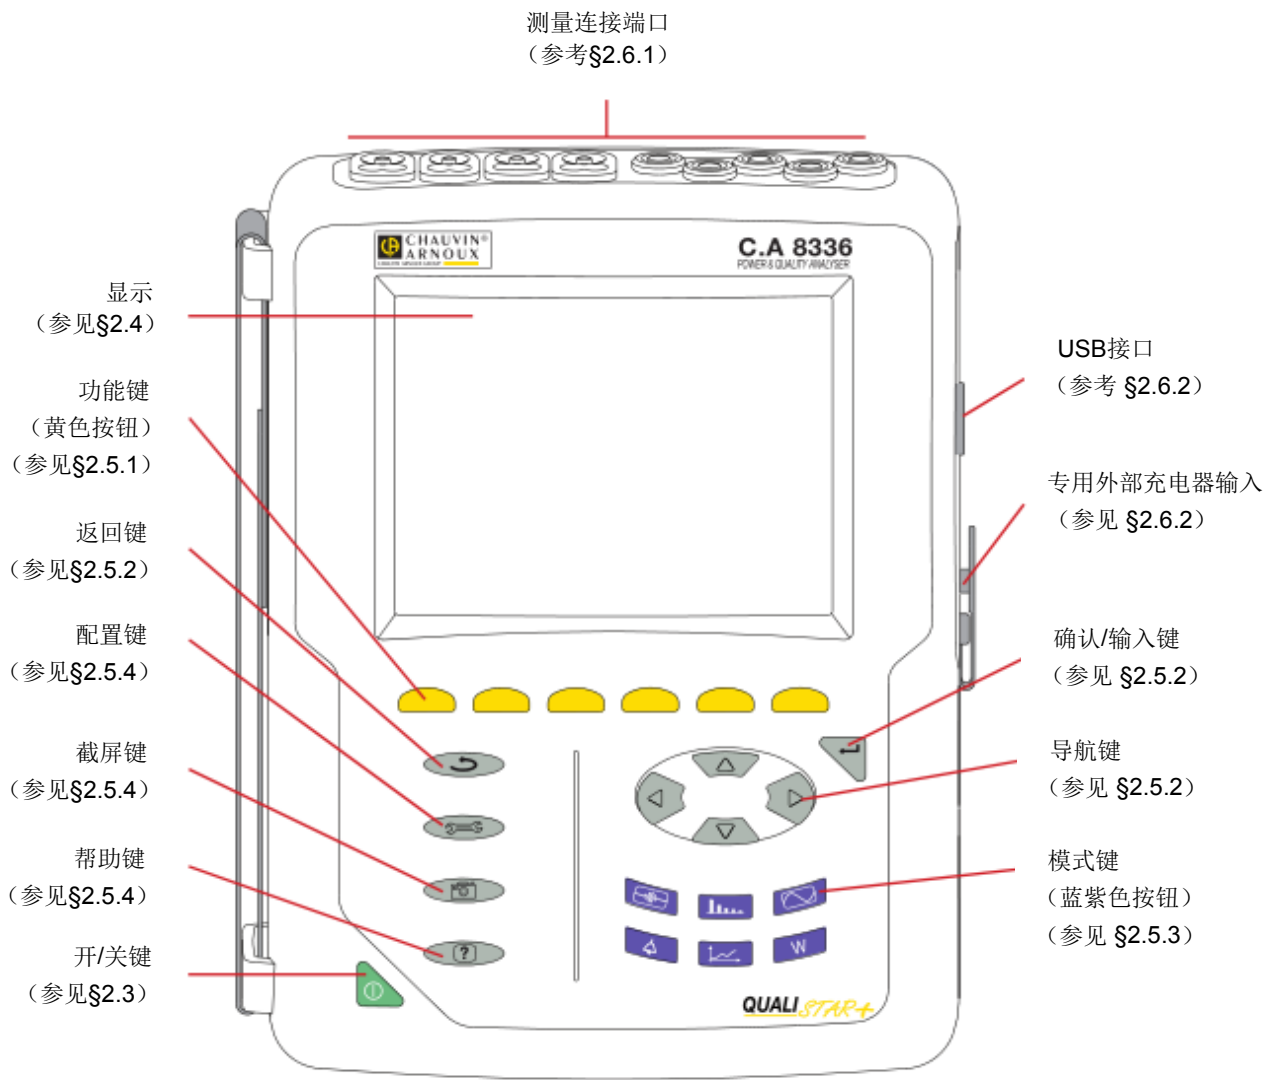 测量连接端口
（参考§2.6.1）
CHAUVIN®
ARNOUX
CHAUVIN ARNOUX GROUP
C.A 8336
POWER & QUALITY ANALYSER
显示
（参见§2.4）
功能键
（黄色按钮）
（参见§2.5.1）
返回键
（参见§2.5.2）
配置键
（参见§2.5.4）
截屏键
（参见§2.5.4）
帮助键
（参见§2.5.4）
开/关键
（参见§2.3）
USB接口
（参考 §2.6.2）
专用外部充电器输入
（参见 §2.6.2）
确认/输入键
（参见 §2.5.2）
导航键
（参见 §2.5.2）
模式键
（蓝紫色按钮）
（参见 §2.5.3）
?
W
QUALISTAR+